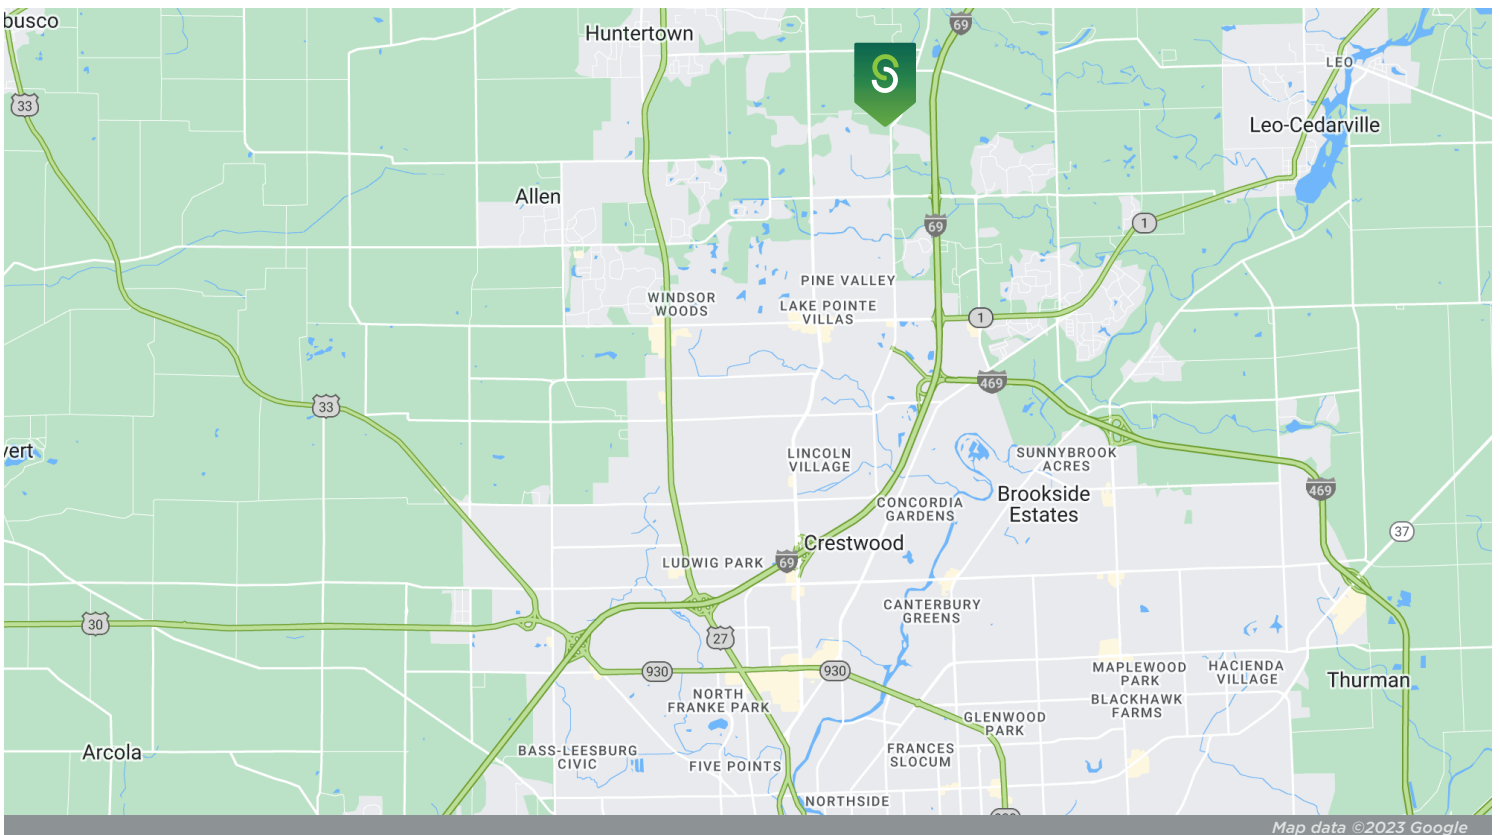 busco
Huntertown
69
LEO
33
Leo-Cedarville
Allen
1
69
PINE VALLEY
WINDSOR
WOODS
LAKE POINTE
VILLAS
1
469
33
vert
LINCOLN
VILLAGE
SUNNYBROOK
ACRES
469
Brookside
Estates
CONCORDIA
GARDENS
37
Crestwood
LUDWIG PARK
69
CANTERBURY
GREENS
30
27
930
930
MAPLEWOOD
PARK
HACIENDA
VILLAGE
Thurman
NORTH
FRANKE PARK
BLACKHAWK
FARMS
GLENWOOD
PARK
Arcola
BASS-LEESBURG
CIVIC
FIVE POINTS
FRANCES
SLOCUM
NORTHSIDE
Map data ©2023 Google